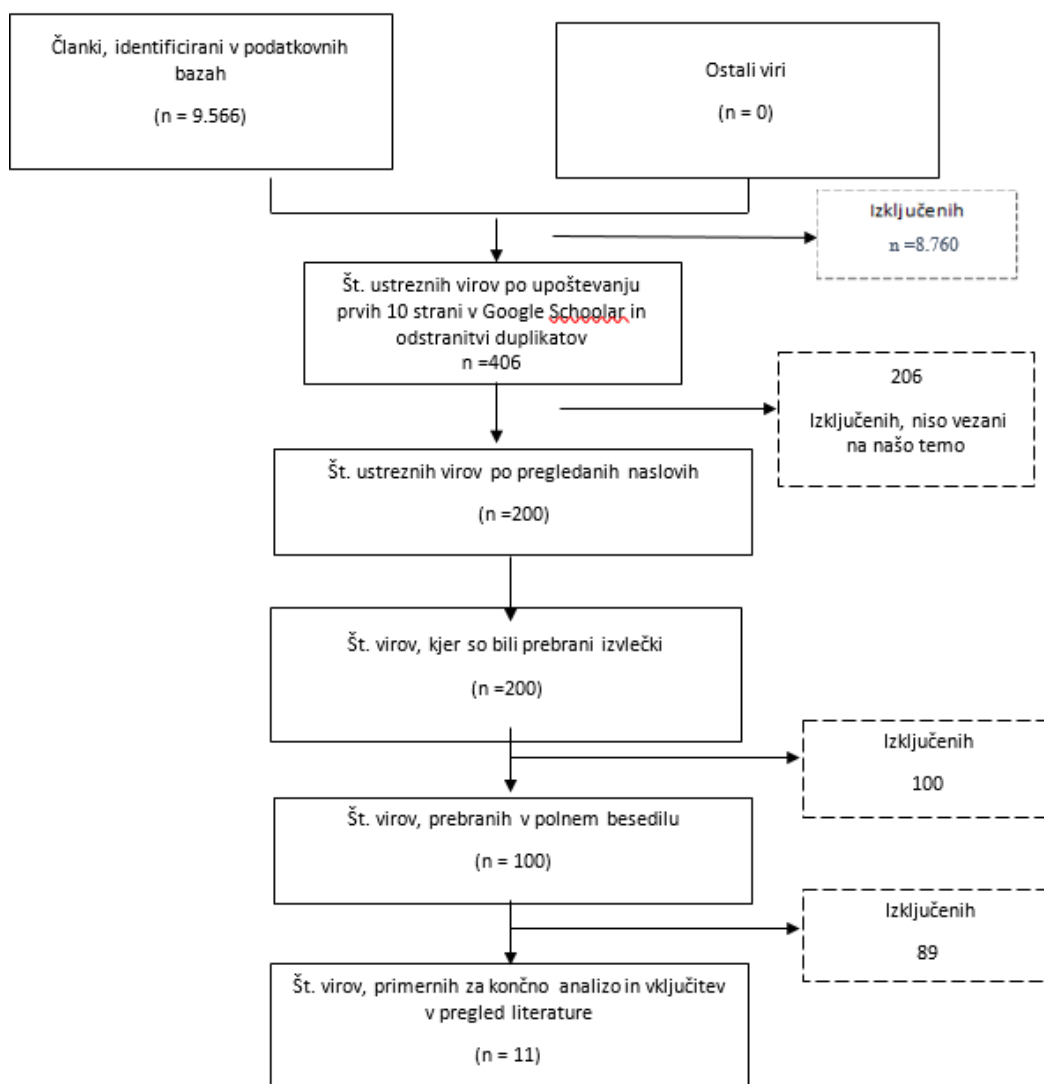 Članki, identificirani v podatkovnih
bazah
(n = 9.566)
Ostali viri
(n = 0)
Izključenih
n =8.760
Št. ustreznih virov po upoštevanju
prvih 10 strani v Google Schoolar in
odstranitvi duplikatov
n =406
206
Izključenih, niso vezani
na našo temo
Št. ustreznih virov po pregledanih naslovih
(n =200)
Št. virov, kjer so bili prebrani izvlečki
(n =200)
Izključenih
100
Št. virov, prebranih v polnem besedilu
(n = 100)
Izključenih
89
Št. virov, primernih za končno analizo in vključitev
v pregled literature
(n = 11)